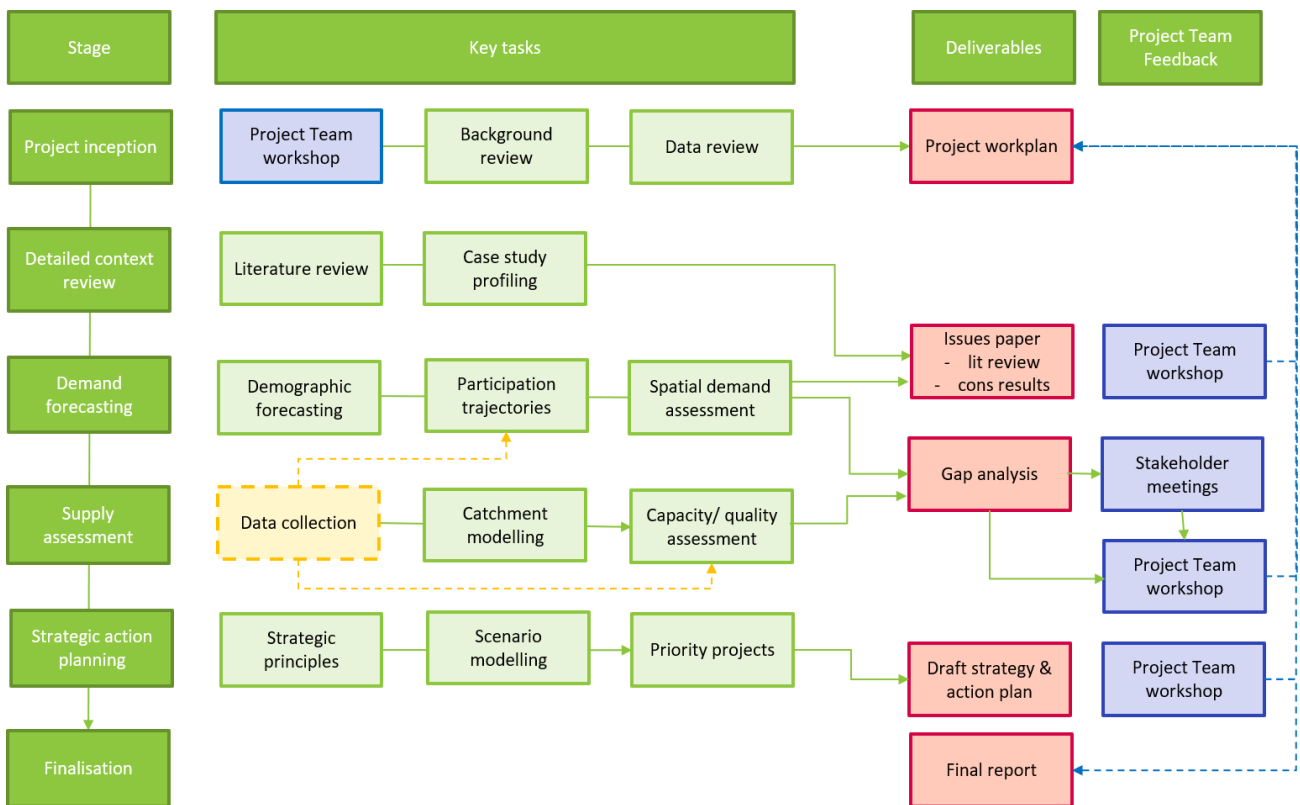 Stage
Key tasks
Deliverables
Project Team
Feedback
Project inception
Project Team
workshop
Background
review
Data review
Project workplan
Detailed context
review
Literature review
Case study
profiling
Issues paper
- lit review
- cons results
Project Team
workshop
Demand
forecasting
Demographic
forecasting
Participation
trajectories
Spatial demand
assessment
Gap analysis
Stakeholder
meetings
Supply
assessment
Data collection
Catchment
modelling
Capacity/ quality
assessment
Project Team
workshop
Strategic action
planning
Strategic
principles
Scenario
modelling
Priority projects
Draft strategy &
action plan
Project Team
workshop
Finalisation
Final report